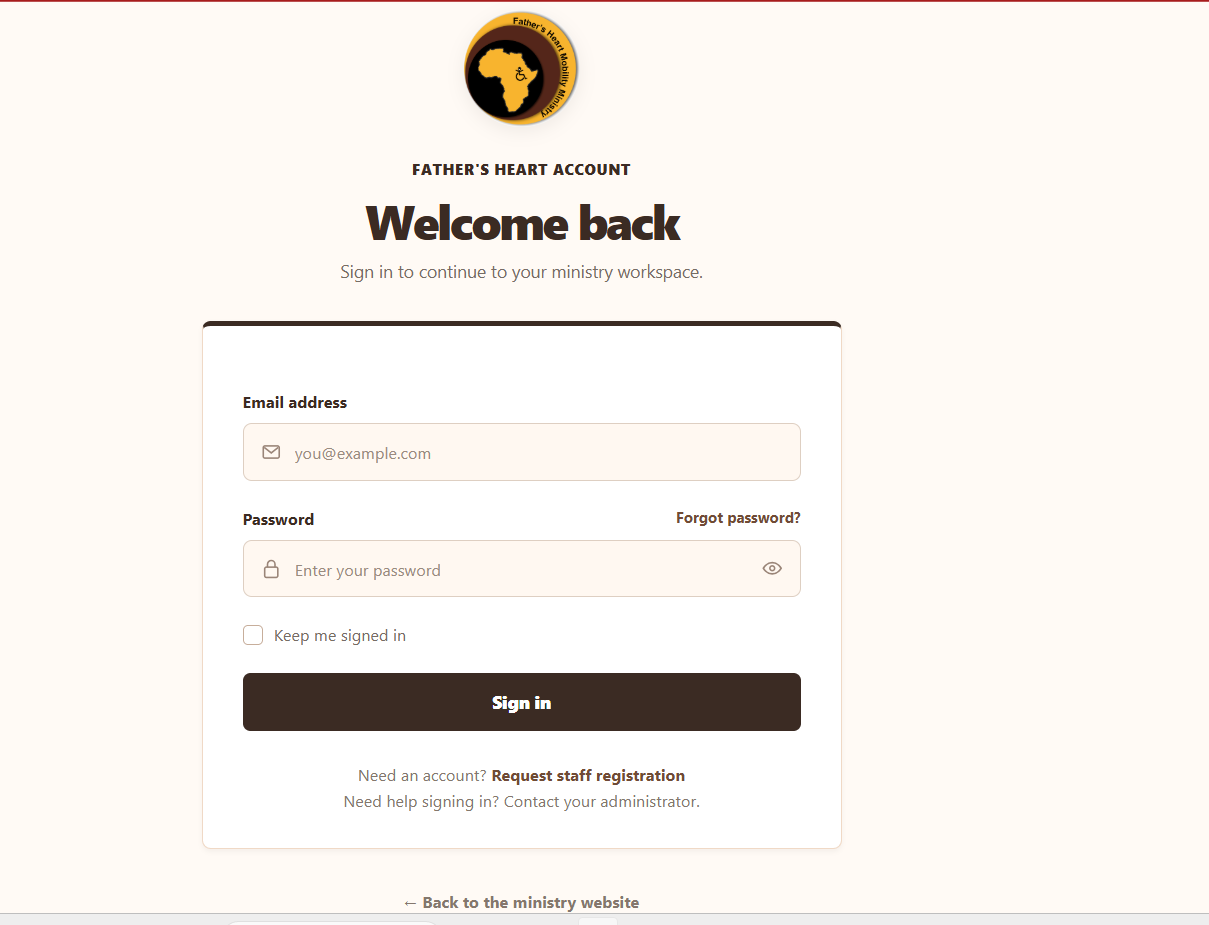 Father's Heart Mobility Ministry
FATHER'S HEART ACCOUNT
Welcome back
Sign in to continue to your ministry workspace.
Email address
you@example.com
Password
Forgot password?
Enter your password
Keep me signed in
Sign in
Need an account? Request staff registration
Need help signing in? Contact your administrator.
← Back to the ministry website